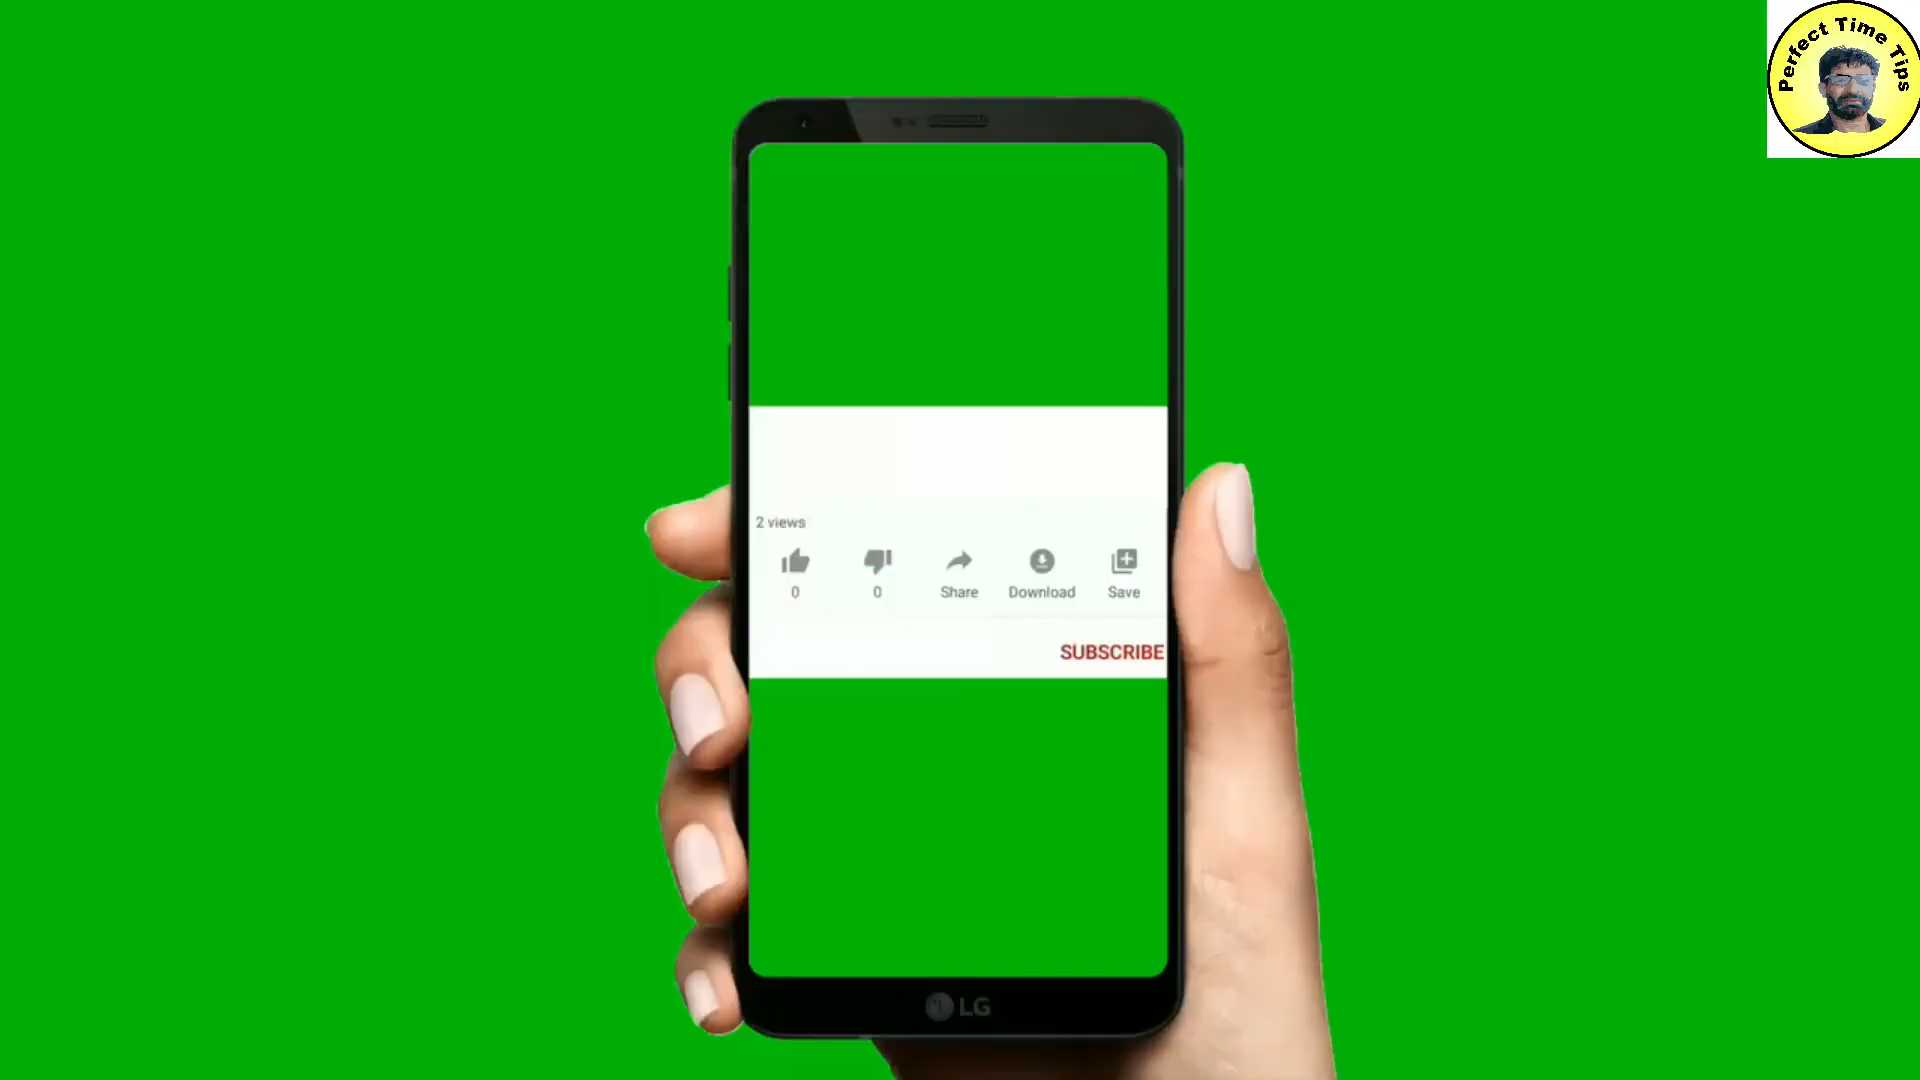 Perfect Time Tips
2 views
0 0 Share Download Save
SUBSCRIBE
LG